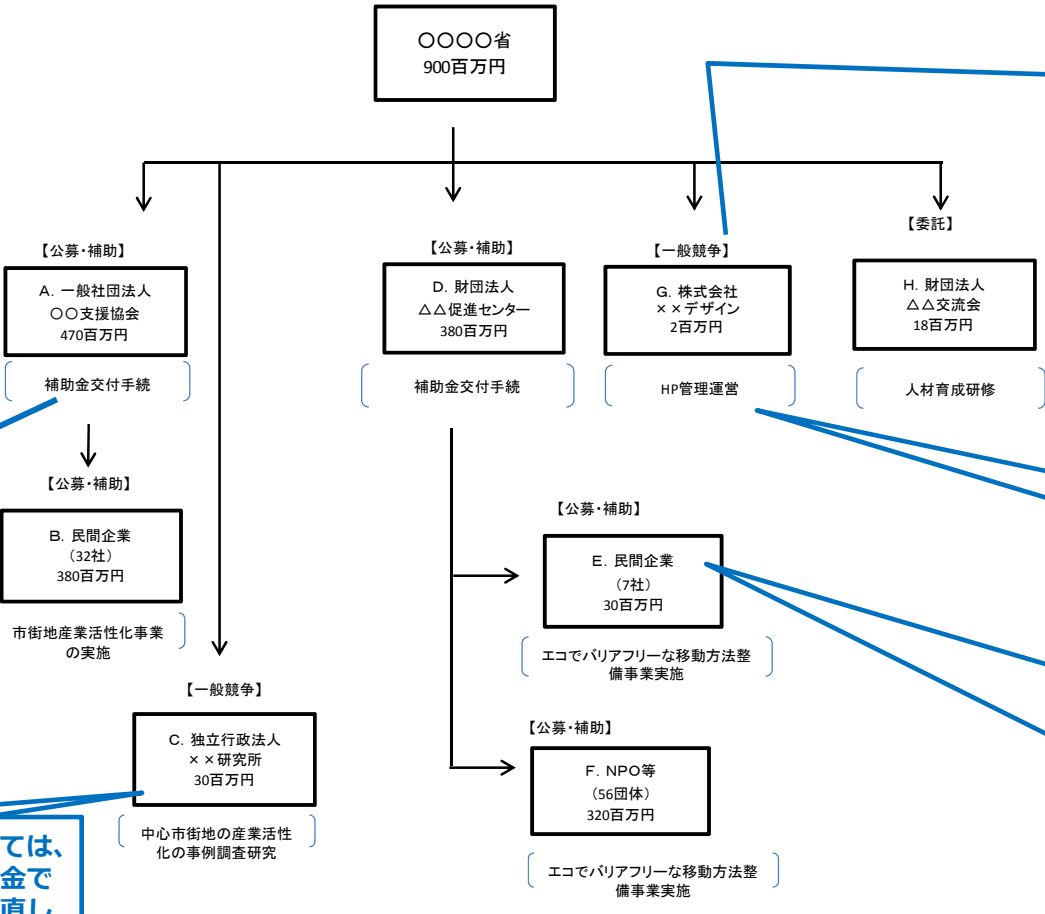 〇〇〇〇省
900百万円
【公募・補助】
A. 一般社団法人
〇〇支援協会
470百万円
補助金交付手続
【公募・補助】
B. 民間企業
(32社)
380百万円
市街地産業活性化事業
の実施
【一般競争】
C. 独立行政法人
××研究所
30百万円
中心市街地の産業活性
化の事例調査研究
【公募・補助】
D. 財団法人
△△促進センター
380百万円
補助金交付手続
【公募・補助】
E. 民間企業
(7社)
30百万円
エコでバリアフリーな移動方法整
備事業実施
【公募・補助】
F. NPO等
(56団体)
320百万円
エコでバリアフリーな移動方法整
備事業実施
【一般競争】
G. 株式会社
××デザイン
2百万円
HP管理運営
【委託】
H. 財団法人
△△交流会
18百万円
人材育成研修
ては、
金で
直し